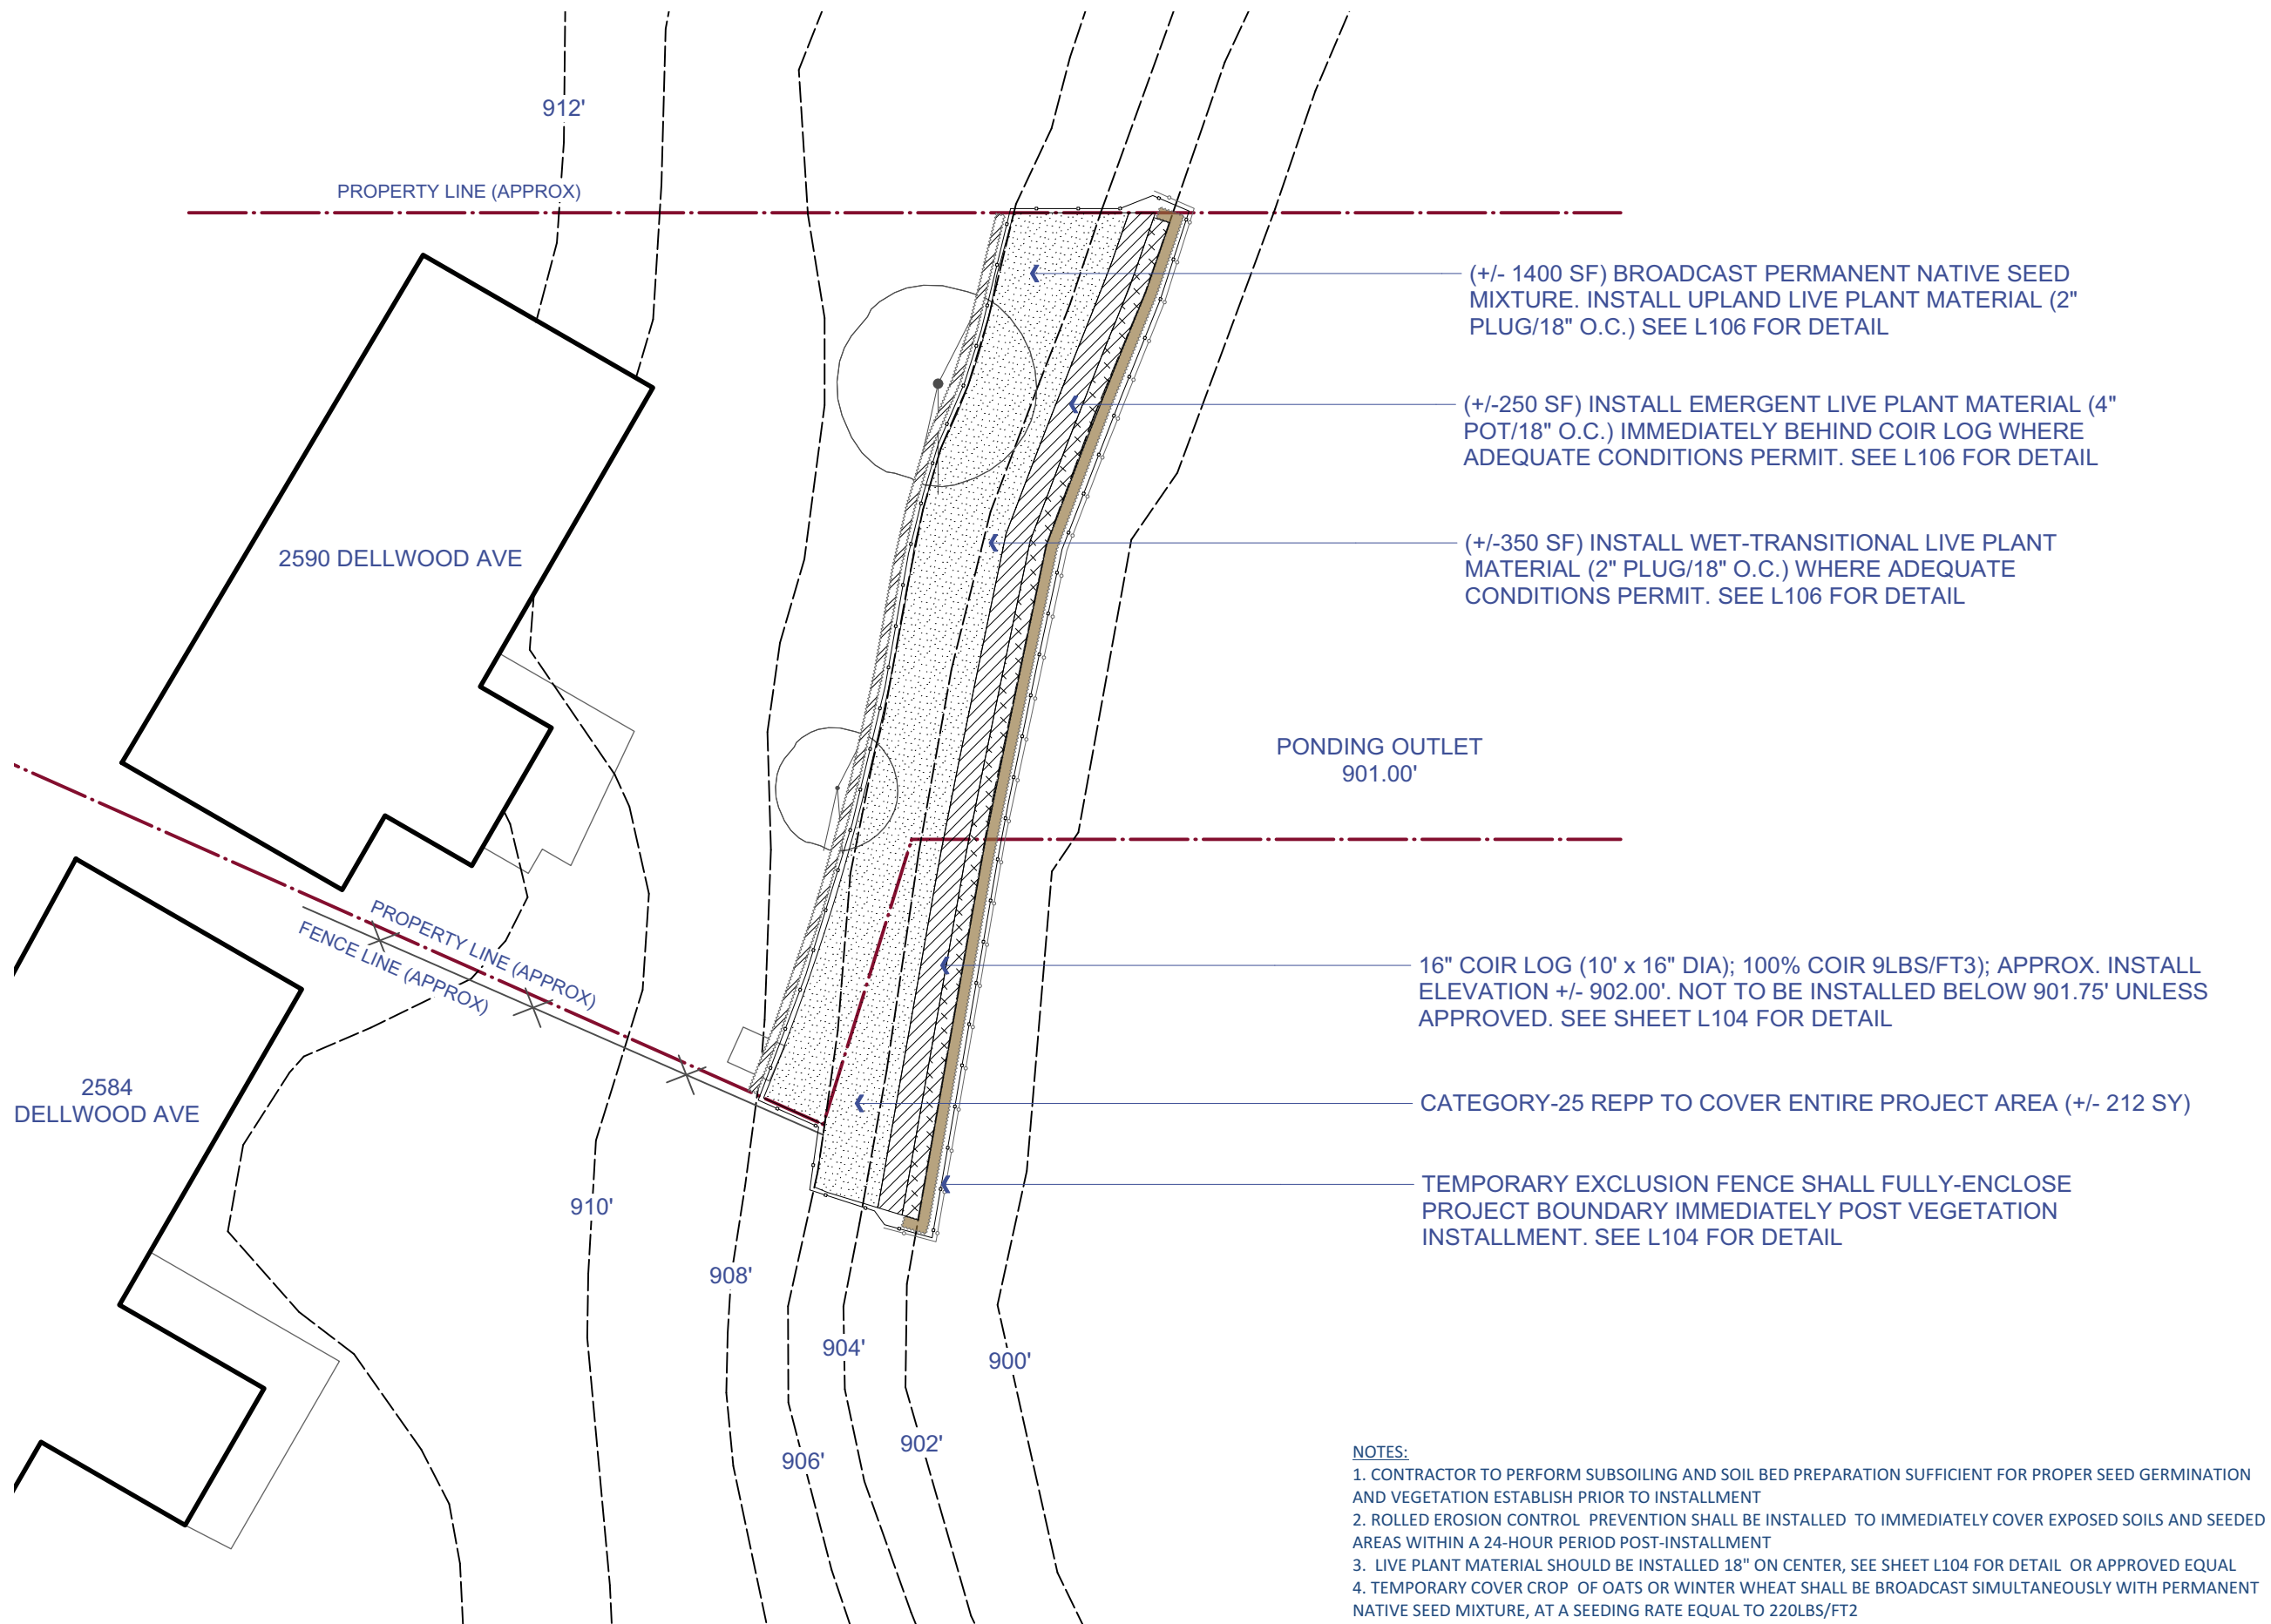 912'
PROPERTY LINE (APPROX)
(+/- 1400 SF) BROADCAST PERMANENT NATIVE SEED
MIXTURE. INSTALL UPLAND LIVE PLANT MATERIAL (2"
PLUG/18" O.C.) SEE L106 FOR DETAIL
(+/-250 SF) INSTALL EMERGENT LIVE PLANT MATERIAL (4"
POT/18" O.C.) IMMEDIATELY BEHIND COIR LOG WHERE
ADEQUATE CONDITIONS PERMIT. SEE L106 FOR DETAIL
2590 DELLWOOD AVE
(+/-350 SF) INSTALL WET-TRANSITIONAL LIVE PLANT
MATERIAL (2" PLUG/18" O.C.) WHERE ADEQUATE
CONDITIONS PERMIT. SEE L106 FOR DETAIL
PONDING OUTLET
901.00'
PROPERTY LINE (APPROX)
FENCE LINE (APPROX)
16" COIR LOG (10' x 16" DIA); 100% COIR 9LBS/FT3); APPROX. INSTALL
ELEVATION +/- 902.00'. NOT TO BE INSTALLED BELOW 901.75' UNLESS
APPROVED. SEE SHEET L104 FOR DETAIL
2584
DELLWOOD AVE
CATEGORY-25 REPP TO COVER ENTIRE PROJECT AREA (+/- 212 SY)
TEMPORARY EXCLUSION FENCE SHALL FULLY-ENCLOSE
PROJECT BOUNDARY IMMEDIATELY POST VEGETATION
INSTALLMENT. SEE L104 FOR DETAIL
910'
908'
904'
900'
902'
906'
NOTES:
1. CONTRACTOR TO PERFORM SUBSOILING AND SOIL BED PREPARATION SUFFICIENT FOR PROPER SEED GERMINATION
AND VEGETATION ESTABLISH PRIOR TO INSTALLMENT
2. ROLLED EROSION CONTROL PREVENTION SHALL BE INSTALLED TO IMMEDIATELY COVER EXPOSED SOILS AND SEEDED
AREAS WITHIN A 24-HOUR PERIOD POST-INSTALLMENT
3. LIVE PLANT MATERIAL SHOULD BE INSTALLED 18" ON CENTER, SEE SHEET L104 FOR DETAIL OR APPROVED EQUAL
4. TEMPORARY COVER CROP OF OATS OR WINTER WHEAT SHALL BE BROADCAST SIMULTANEOUSLY WITH PERMANENT
NATIVE SEED MIXTURE, AT A SEEDING RATE EQUAL TO 220LBS/FT2